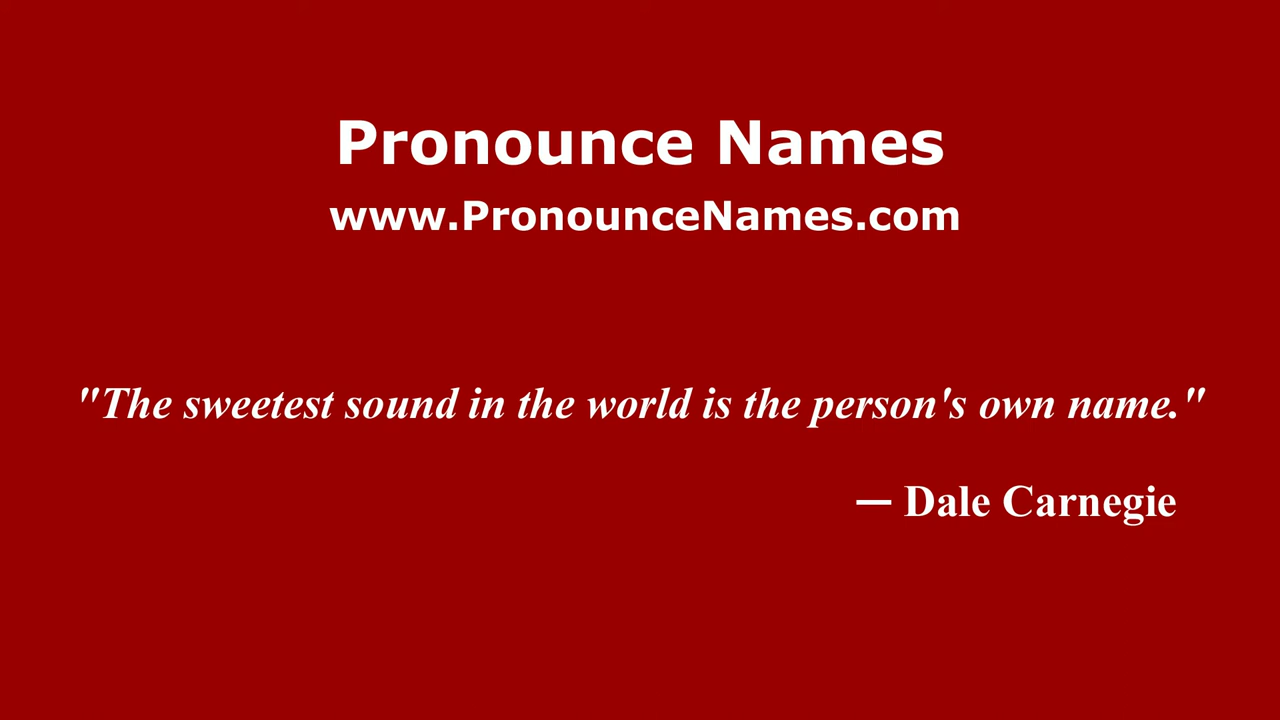 Pronounce Names
www.PronounceNames.com
"The sweetest sound in the world is the person's own name."
— Dale Carnegie